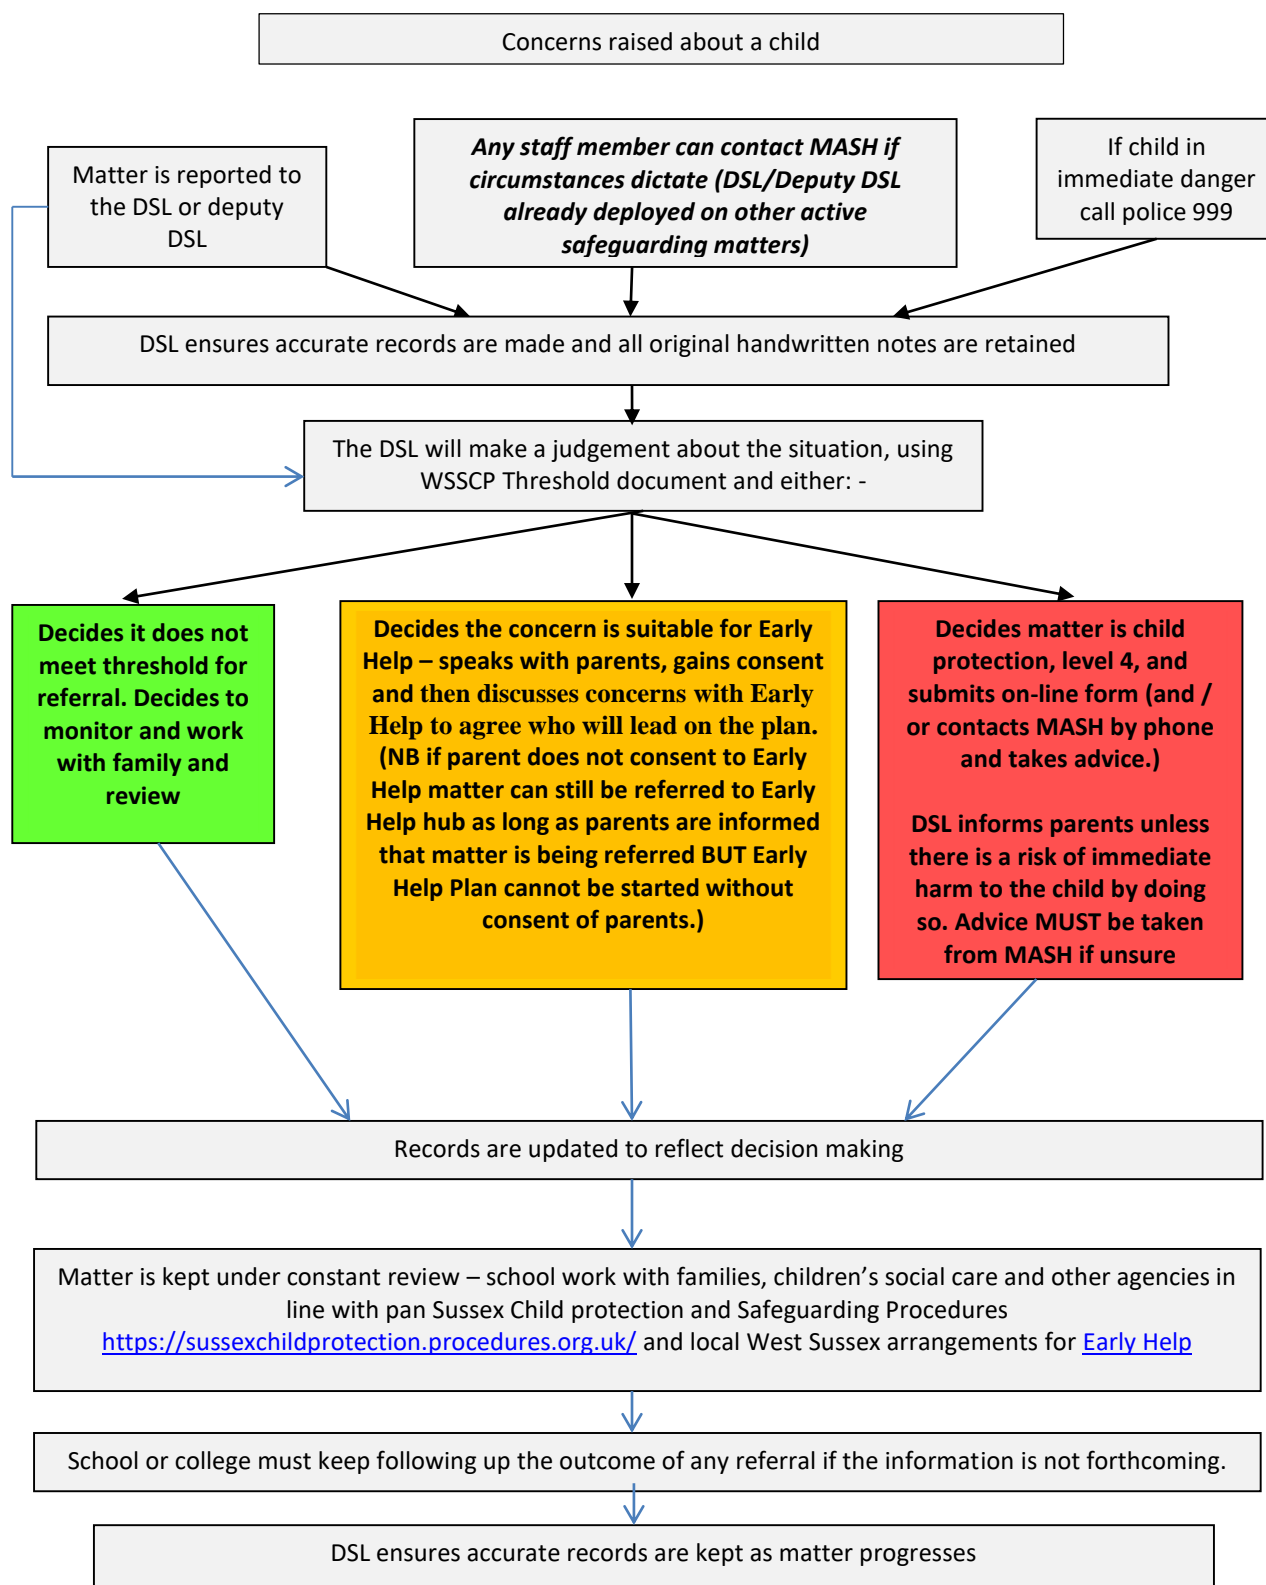 Concerns raised about a child
Matter is reported to
the DSL or deputy
DSL
Any staff member can contact MASH if
circumstances dictate (DSL/Deputy DSL
already deployed on other active
safeguarding matters)
If child in
immediate danger
call police 999
DSL ensures accurate records are made and all original handwritten notes are retained
The DSL will make a judgement about the situation, using
WSSCP Threshold document and either: -
Decides it does not
meet threshold for
referral. Decides to
monitor and work
with family and
review
Decides the concern is suitable for Early
Help – speaks with parents, gains consent
and then discusses concerns with Early
Help to agree who will lead on the plan.
(NB if parent does not consent to Early
Help matter can still be referred to Early
Help hub as long as parents are informed
that matter is being referred BUT Early
Help Plan cannot be started without
consent of parents.)
Decides matter is child
protection, level 4, and
submits on-line form (and /
or contacts MASH by phone
and takes advice.)
DSL informs parents unless
there is a risk of immediate
harm to the child by doing
so. Advice MUST be taken
from MASH if unsure
Records are updated to reflect decision making
Matter is kept under constant review – school work with families, children’s social care and other agencies in
line with pan Sussex Child protection and Safeguarding Procedures
https://sussexchildprotection.procedures.org.uk/ and local West Sussex arrangements for Early Help
School or college must keep following up the outcome of any referral if the information is not forthcoming.
DSL ensures accurate records are kept as matter progresses